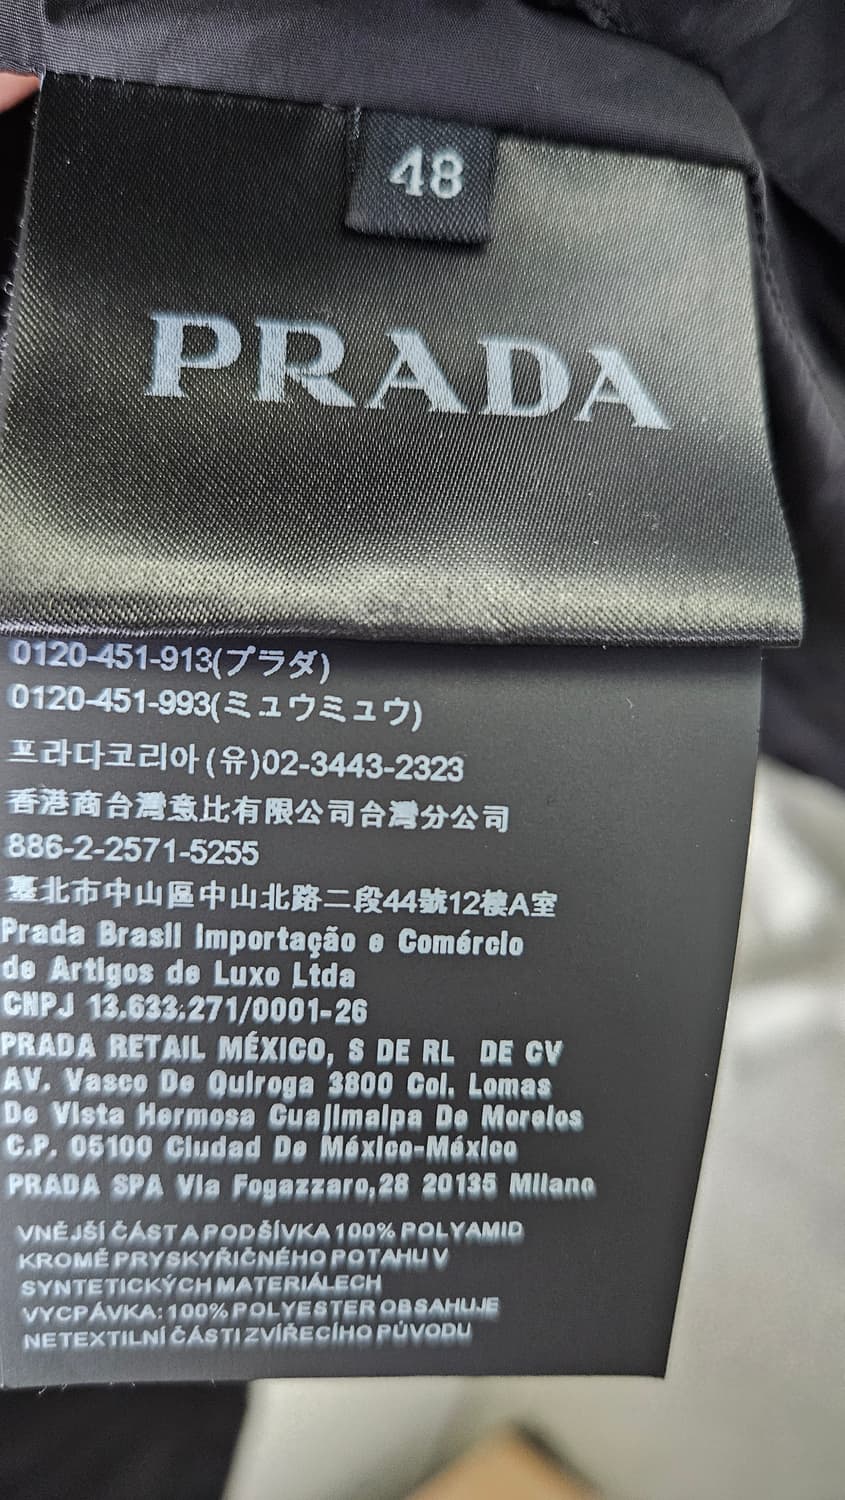 48
PRADA
0120-451-913(プラダ)
0120-451-993(ミュウミュウ)
프라다코리아(유)02-3443-2323
香港商台灣意比有限公司台灣分公司
886-2-2571-5255
臺北市中山區中山北路二段44號12樓A室
Prada Brasil Importação e Comércio
de Artigos de Luxo Ltda
CNPJ 13.633.271/0001-26
PRADA RETAIL MÉXICO, S DE RL DE CV
AV. Vasco De Quiroga 3800 Col. Lomas
De Vista Hermosa Guajimalpa De Morelos
C.P. 05100 Ciudad De México-México
PRADA SPA Via Fogazzaro,28 20135 Milano
VNĚJŠÍ ČÁST A PODŠÍVKA 100% POLYAMID
KROMĚ PRYSKYŘIČNÉHO POTAHU V
SYNTETICKÝCH MATERIÁLECH
VYCPÁVKA: 100% POLYESTER OBSAHUJE
NETEXTILNÍ ČÁSTI ZVÍŘECÍHO PŮVODU